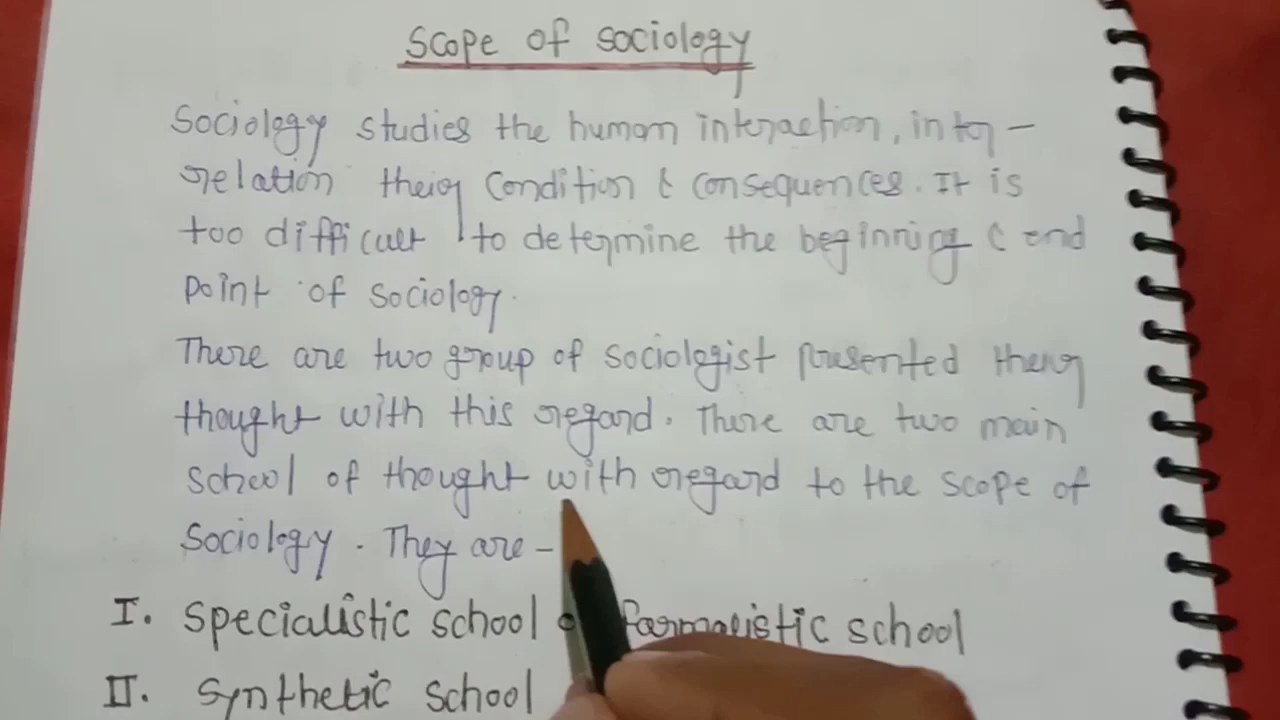 Scope of sociology
Sociology studies the human interaction, inter-
relation their condition & consequences. It is
too difficult to determine the beginning & end
point of sociology.
There are two group of sociologist presented their
thought with this regard. There are two main
school of thought with regard to the scope of
Sociology. They are -
I. Specialistic school farmalistic school
II. Synthetic school